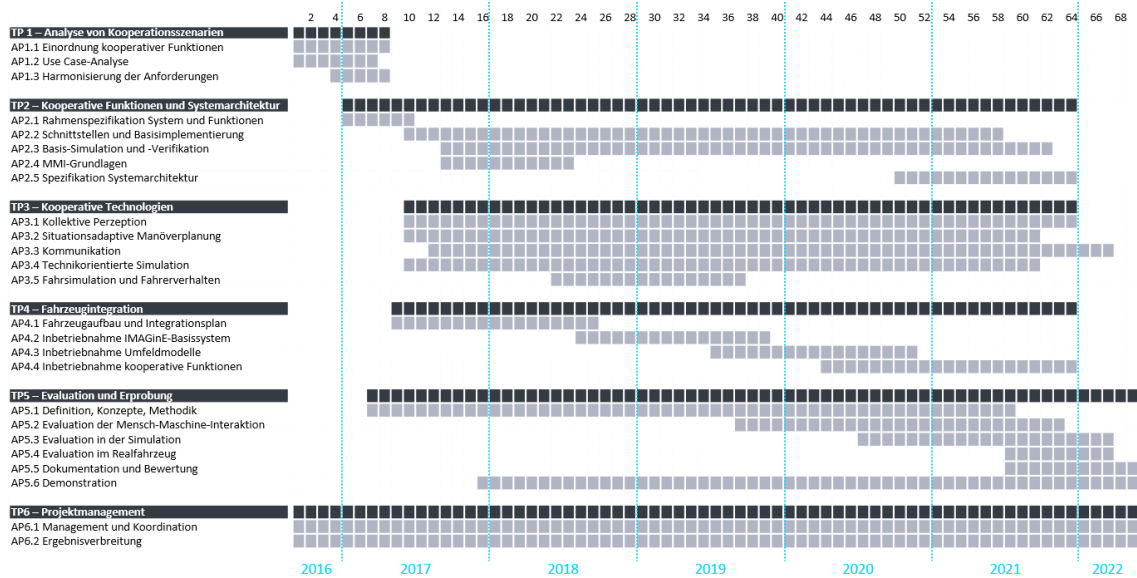 2 4 6 8 10 12 14 16 18 20 22 24 26 28 30 32 34 36 38 40 42 44 46 48 50 52 54 56 58 60 62 64 66 68
TP 1 – Analyse von Kooperationsszenarien
AP1.1 Einordnung kooperativer Funktionen
AP1.2 Use Case-Analyse
AP1.3 Harmonisierung der Anforderungen
TP2 – Kooperative Funktionen und Systemarchitektur
AP2.1 Rahmenspezifikation System und Funktionen
AP2.2 Schnittstellen und Basisimplementierung
AP2.3 Basis-Simulation und -Verifikation
AP2.4 MMI-Grundlagen
AP2.5 Spezifikation Systemarchitektur
TP3 – Kooperative Technologien
AP3.1 Kollektive Perzeption
AP3.2 Situationsadaptive Manöverplanung
AP3.3 Kommunikation
AP3.4 Technikorientierte Simulation
AP3.5 Fahrsimulation und Fahrerverhalten
TP4 – Fahrzeugintegration
AP4.1 Fahrzeugaufbau und Integrationsplan
AP4.2 Inbetriebnahme IMAGinE-Basissystem
AP4.3 Inbetriebnahme Umfeldmodelle
AP4.4 Inbetriebnahme kooperative Funktionen
TP5 – Evaluation und Erprobung
AP5.1 Definition, Konzepte, Methodik
AP5.2 Evaluation der Mensch-Maschine-Interaktion
AP5.3 Evaluation in der Simulation
AP5.4 Evaluation im Realfahrzeug
AP5.5 Dokumentation und Bewertung
AP5.6 Demonstration
TP6 – Projektmanagement
AP6.1 Management und Koordination
AP6.2 Ergebnisverbreitung
2016 2017 2018 2019 2020 2021 2022